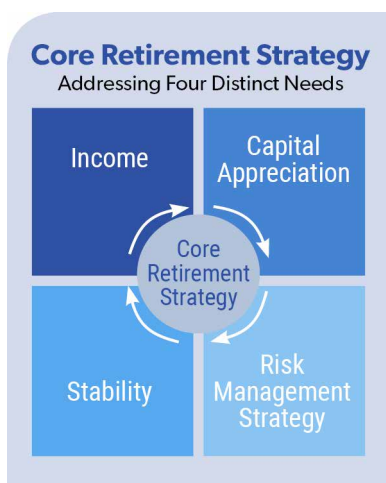 Core Retirement Strategy
Addressing Four Distinct Needs
Income
Capital
Appreciation
Core
Retirement
Strategy
Stability
Risk
Management
Strategy